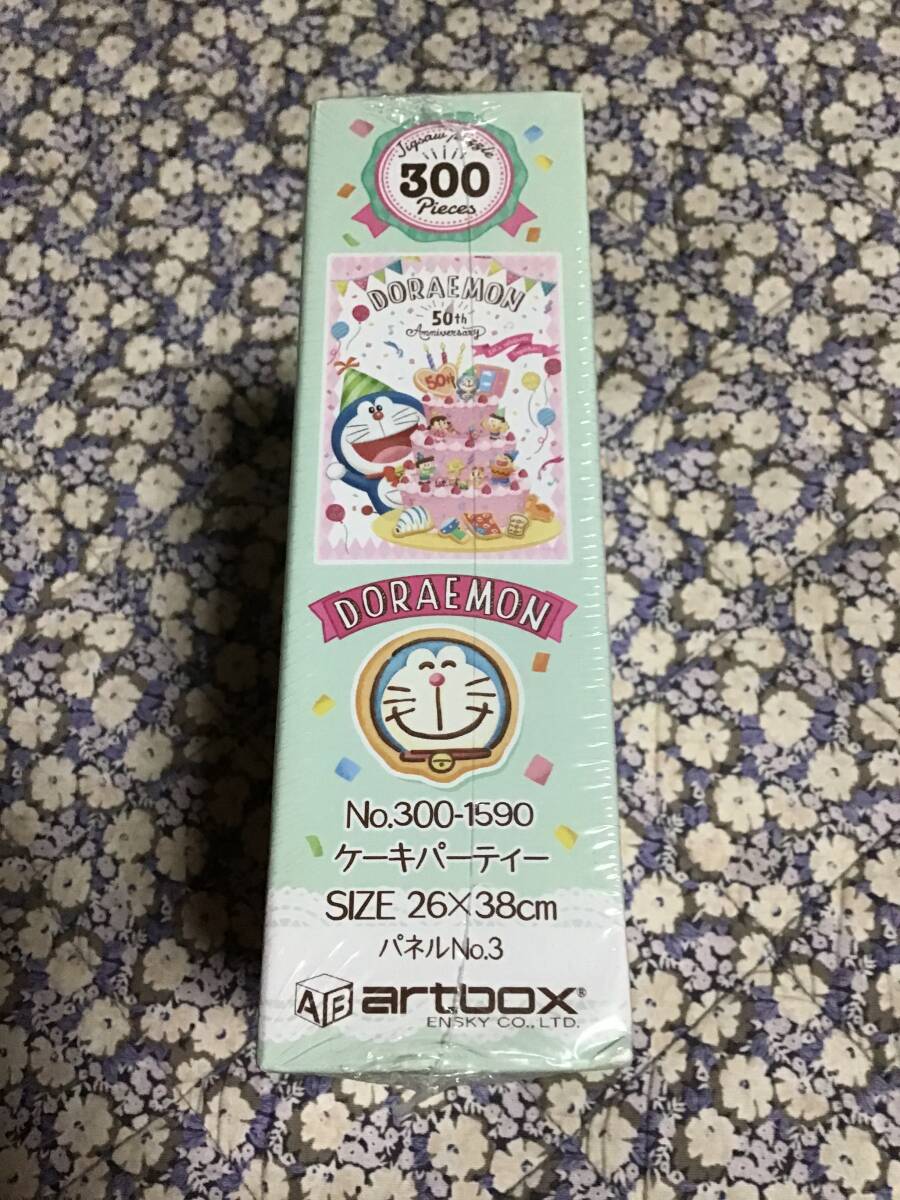 Jigsaw Puzzle
300
Pieces
DORAEMON
50th
Anniversary
50th
DORAEMON
No.300-1590
ケーキパーティー
SIZE 26×38cm
パネルNo.3
AB artbox®
ENSKY CO.,LTD.